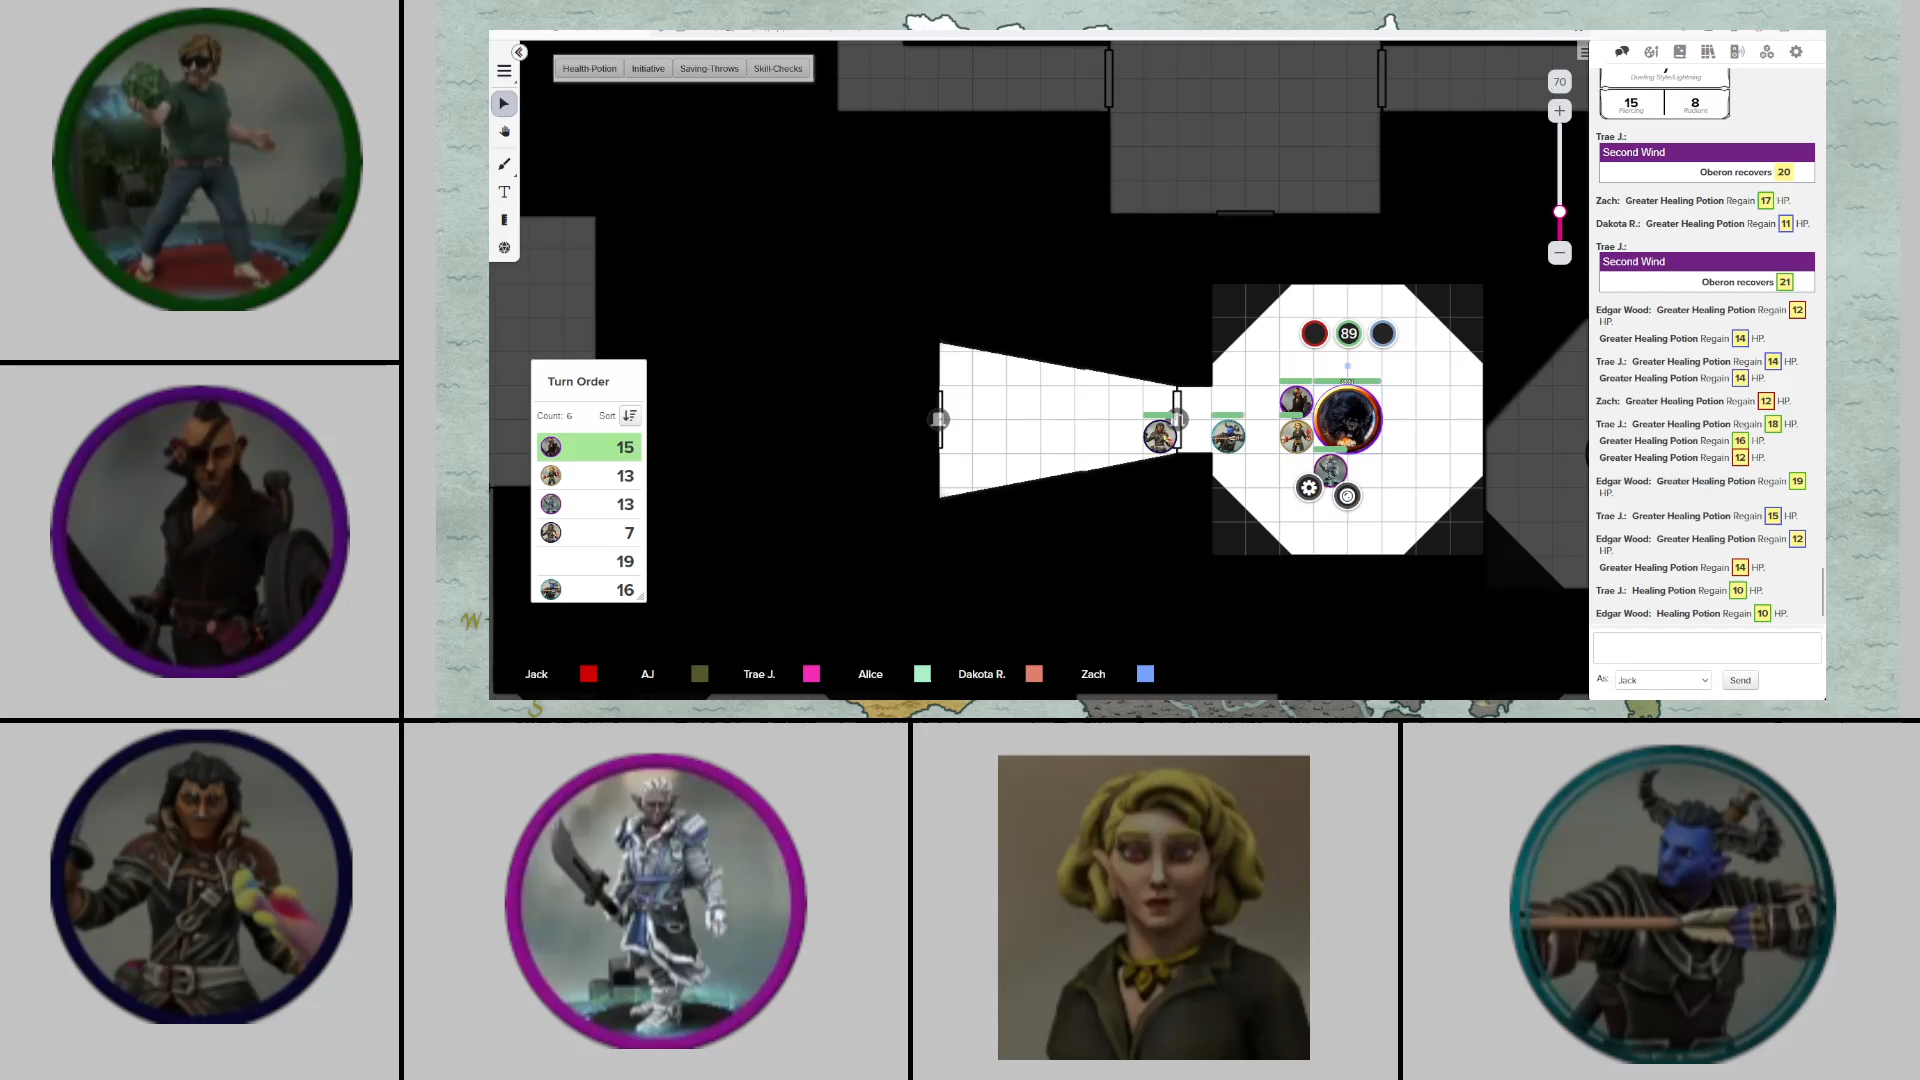 Health-Potion Initiative Saving-Throws Skill-Checks
70
89
Turn Order
Count: 6 Sort
15
13
13
7
19
16
Jack AJ Trae J. Alice Dakota R. Zach
W
S
Dueling Style/Lightning
15 8
Piercing Radiant
Trae J.:
Second Wind
Oberon recovers 20
Zach: Greater Healing Potion Regain 17 HP.
Dakota R.: Greater Healing Potion Regain 11 HP.
Trae J.:
Second Wind
Oberon recovers 21
Edgar Wood: Greater Healing Potion Regain 12
HP.
Greater Healing Potion Regain 14 HP.
Trae J.: Greater Healing Potion Regain 14 HP.
Greater Healing Potion Regain 14 HP.
Zach: Greater Healing Potion Regain 12 HP.
Trae J.: Greater Healing Potion Regain 18 HP.
Greater Healing Potion Regain 16 HP.
Greater Healing Potion Regain 12 HP.
Edgar Wood: Greater Healing Potion Regain 19
HP.
Trae J.: Greater Healing Potion Regain 15 HP.
Edgar Wood: Greater Healing Potion Regain 12
HP.
Greater Healing Potion Regain 14 HP.
Trae J.: Healing Potion Regain 10 HP.
Edgar Wood: Healing Potion Regain 10 HP.
As: Jack Send